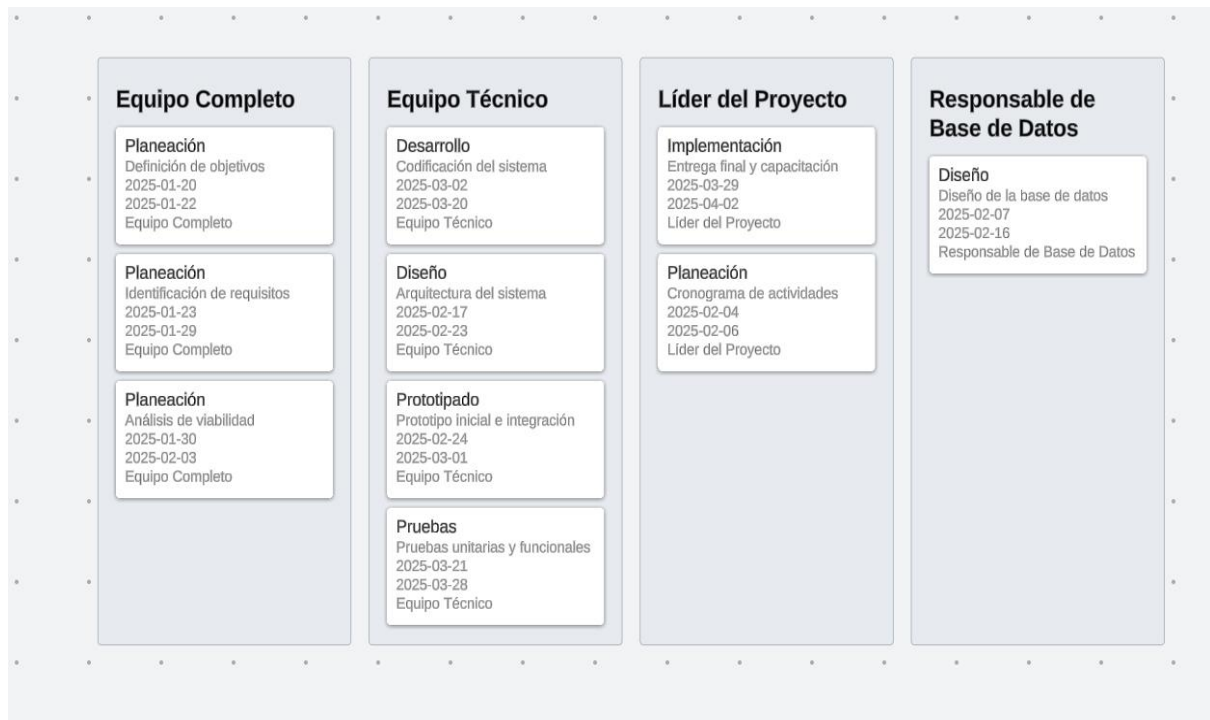 Equipo Completo
Planeación
Definición de objetivos
2025-01-20
2025-01-22
Equipo Completo
Planeación
Identificación de requisitos
2025-01-23
2025-01-29
Equipo Completo
Planeación
Análisis de viabilidad
2025-01-30
2025-02-03
Equipo Completo
Equipo Técnico
Desarrollo
Codificación del sistema
2025-03-02
2025-03-20
Equipo Técnico
Diseño
Arquitectura del sistema
2025-02-17
2025-02-23
Equipo Técnico
Prototipado
Prototipo inicial e integración
2025-02-24
2025-03-01
Equipo Técnico
Pruebas
Pruebas unitarias y funcionales
2025-03-21
2025-03-28
Equipo Técnico
Líder del Proyecto
Implementación
Entrega final y capacitación
2025-03-29
2025-04-02
Líder del Proyecto
Planeación
Cronograma de actividades
2025-02-04
2025-02-06
Líder del Proyecto
Responsable de
Base de Datos
Diseño
Diseño de la base de datos
2025-02-07
2025-02-16
Responsable de Base de Datos